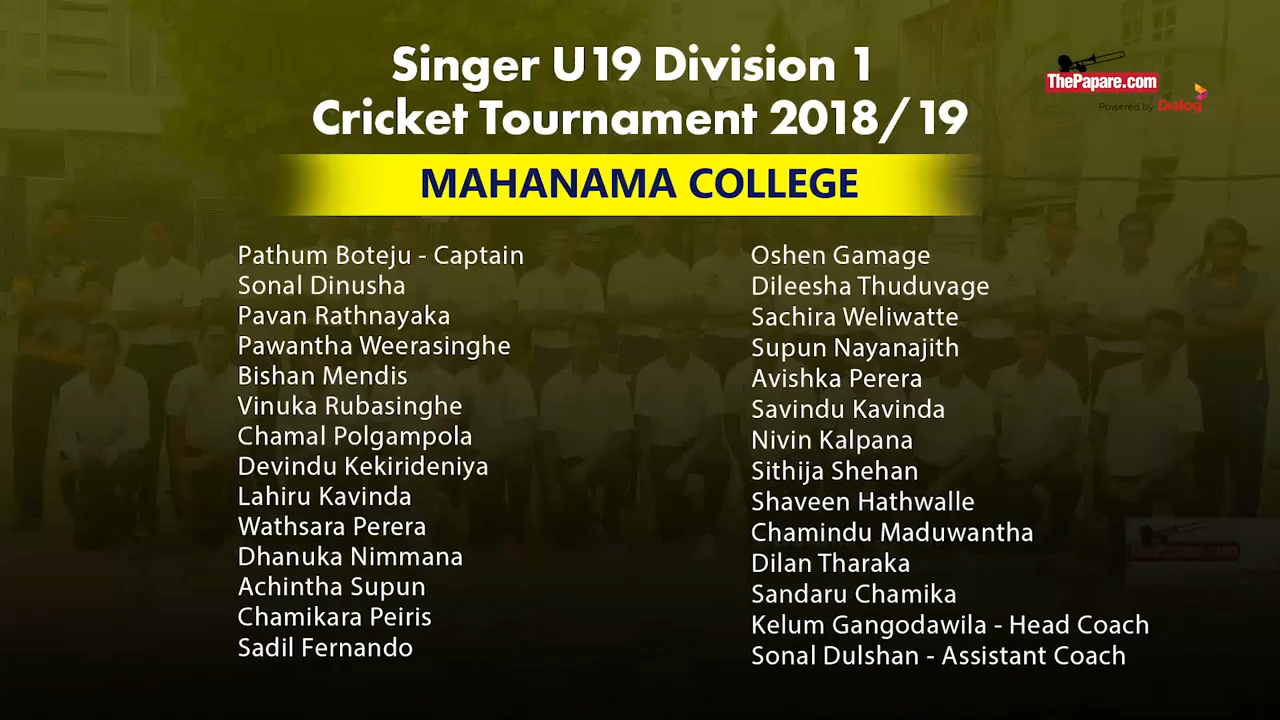 Singer U19 Division 1
Cricket Tournament 2018/19
ThePapare.com
Powered by Dialog
MAHANAMA COLLEGE
Pathum Boteju - Captain
Sonal Dinusha
Pavan Rathnayaka
Pawantha Weerasinghe
Bishan Mendis
Vinuka Rubasinghe
Chamal Polgampola
Devindu Kekirideniya
Lahiru Kavinda
Wathsara Perera
Dhanuka Nimmana
Achintha Supun
Chamikara Peiris
Sadil Fernando
Oshen Gamage
Dileesha Thuduvage
Sachira Weliwatte
Supun Nayanajith
Avishka Perera
Savindu Kavinda
Nivin Kalpana
Sithija Shehan
Shaveen Hathwalle
Chamindu Maduwantha
Dilan Tharaka
Sandaru Chamika
Kelum Gangodawila - Head Coach
Sonal Dulshan - Assistant Coach
ThePapare.com